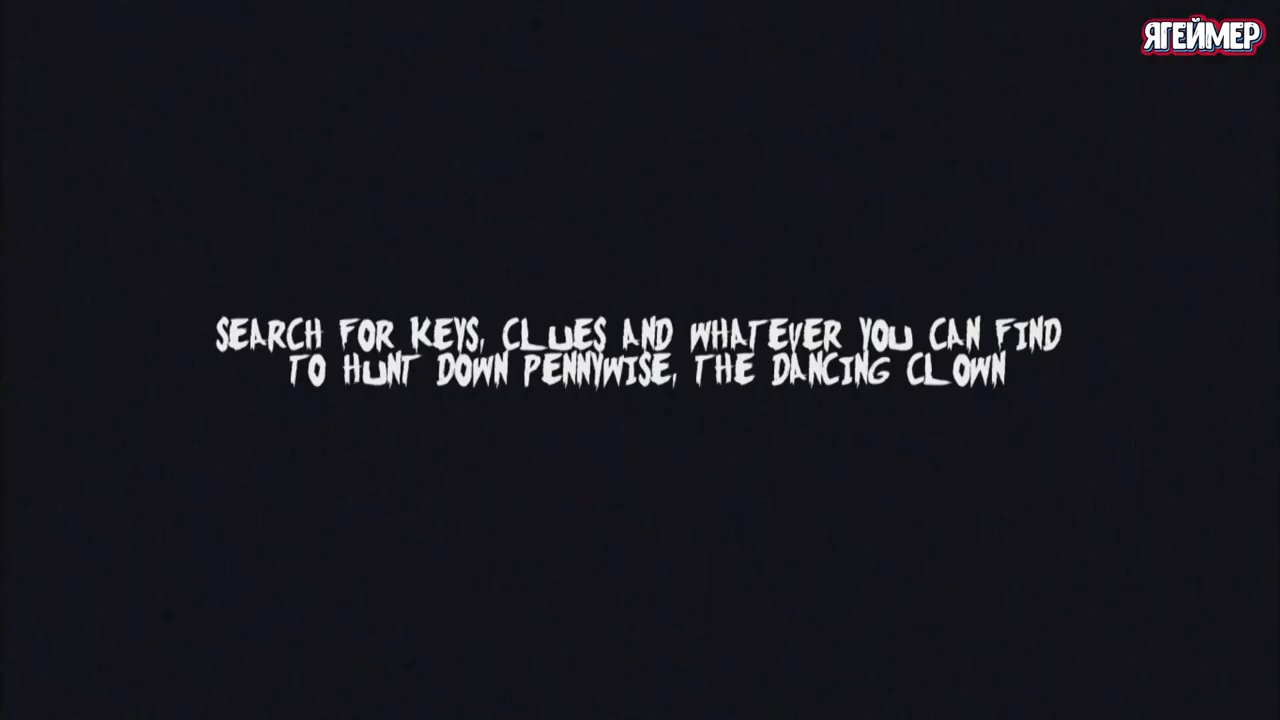 ЯГЕЙМЕР
SEARCH FOR KEYS, CLUES AND WHATEVER YOU CAN FIND
TO HUNT DOWN PENNYWISE, THE DANCING CLOWN